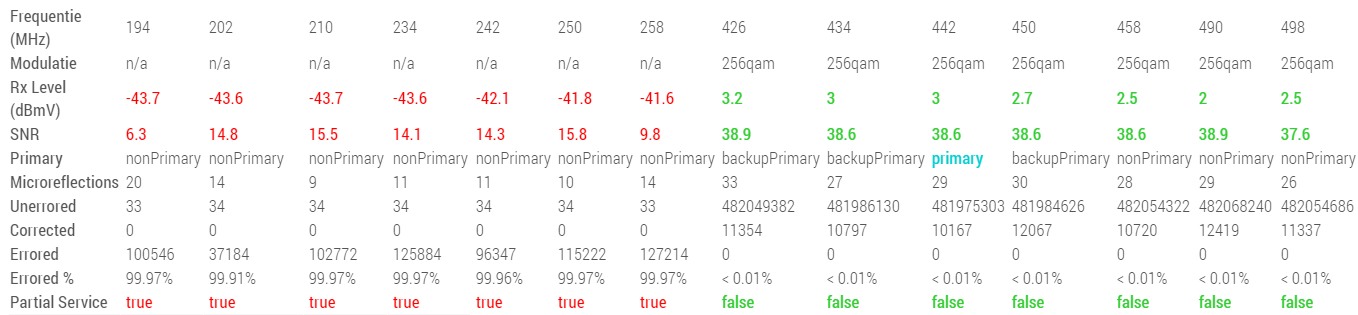 Frequentie (MHz) 194 202 210 234 242 250 258 426 434 442 450 458 490 498
Modulatie n/a n/a n/a n/a n/a n/a n/a 256qam 256qam 256qam 256qam 256qam 256qam 256qam
Rx Level (dBmV) -43.7 -43.6 -43.7 -43.6 -42.1 -41.8 -41.6 3.2 3 3 2.7 2.5 2 2.5
SNR 6.3 14.8 15.5 14.1 14.3 15.8 9.8 38.9 38.6 38.6 38.6 38.6 38.9 37.6
Primary nonPrimary nonPrimary nonPrimary nonPrimary nonPrimary nonPrimary nonPrimary backupPrimary backupPrimary primary backupPrimary nonPrimary nonPrimary nonPrimary
Microreflections 20 14 9 11 11 10 14 33 27 29 30 28 29 26
Unerrored 33 34 34 34 34 34 33 482049382 481986130 481975303 481984626 482054322 482068240 482054686
Corrected 0 0 0 0 0 0 0 11354 10797 10167 12067 10720 12419 11337
Errored 100546 37184 102772 125884 96347 115222 127214 0 0 0 0 0 0 0
Errored % 99.97% 99.91% 99.97% 99.97% 99.96% 99.97% 99.97% < 0.01% < 0.01% < 0.01% < 0.01% < 0.01% < 0.01% < 0.01%
Partial Service true true true true true true true false false false false false false false